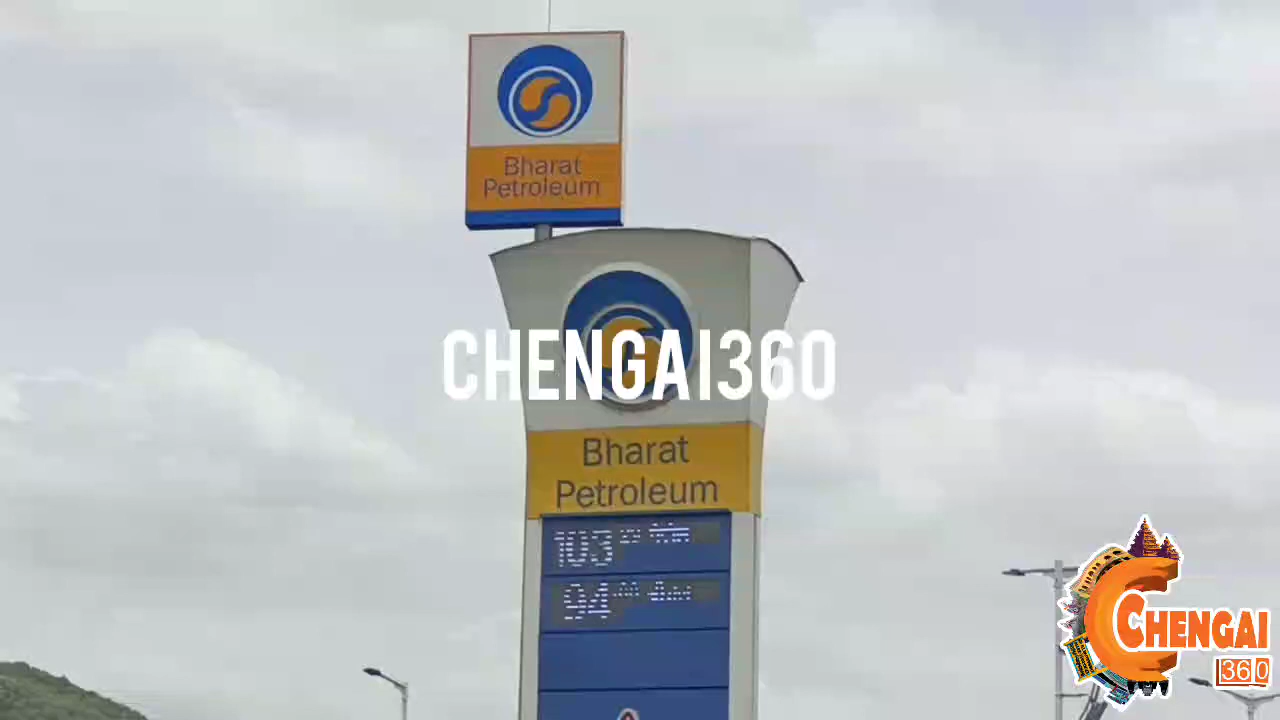 Bharat
Petroleum
CHENGAI360
Bharat
Petroleum
103
94
CHENGAI
360